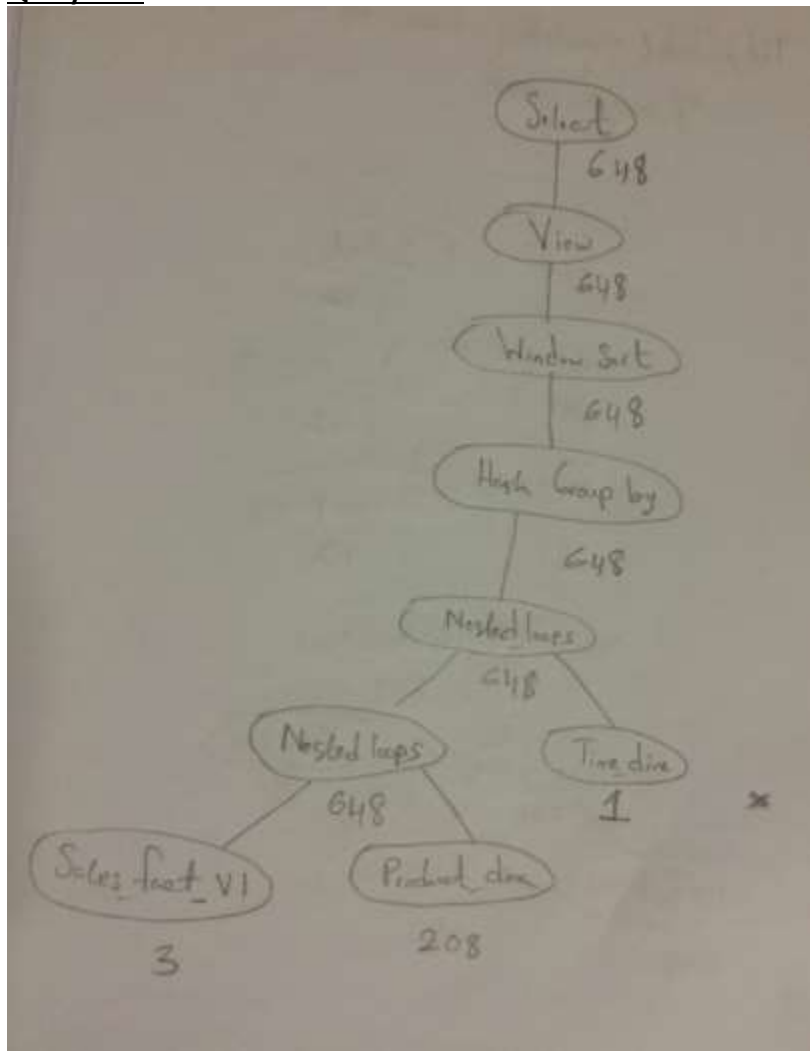 Select
648
View
648
Window Sort
648
Hash Group by
648
Nested loops
648
Nested loops
Time_dim
648
1
Sales_fact_V1
Product_dim
3
208